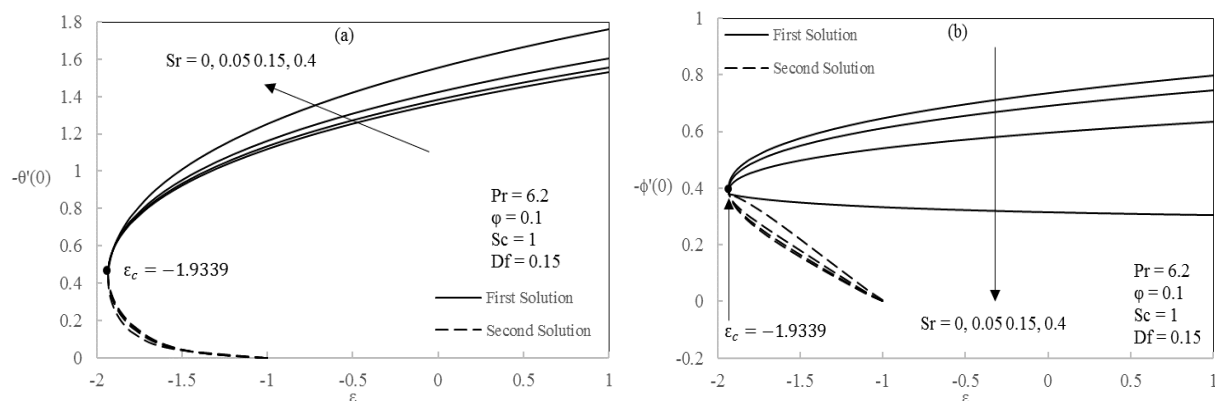 (a)
1.8
1.6
1.4
1.2
1
0.8
0.6
0.4
0.2
0
-θ'(0)
Sr = 0, 0.05 0.15, 0.4
Pr = 6.2
φ = 0.1
Sc = 1
Df = 0.15
ε𝑐 = −1.9339
First Solution
Second Solution
-2
-1.5
-1
-0.5
0
0.5
1
ε
(b)
1
0.8
0.6
0.4
0.2
0
-0.2
-ϕ'(0)
First Solution
Second Solution
Sr = 0, 0.05 0.15, 0.4
Pr = 6.2
φ = 0.1
Sc = 1
Df = 0.15
ε𝑐 = −1.9339
-2
-1.5
-1
-0.5
0
0.5
1
ε